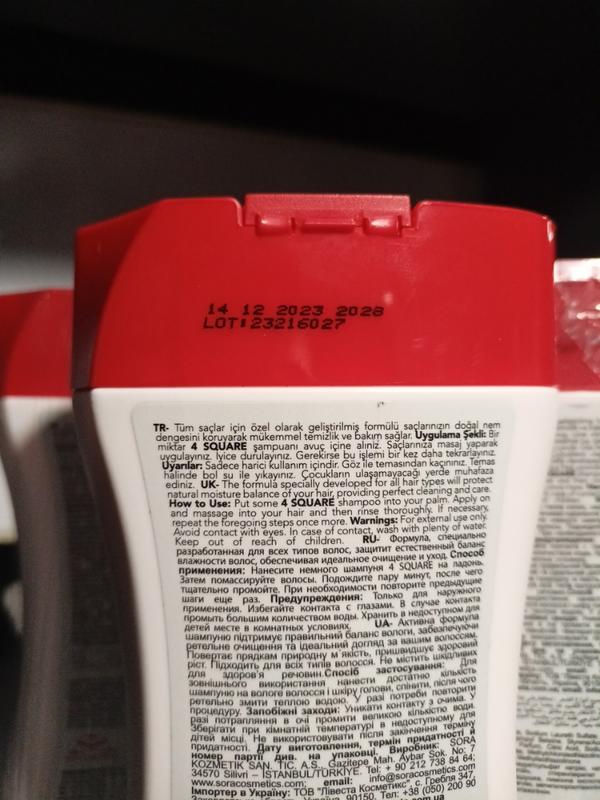 14 12 2023 2028
LOT:23216027
TR- Tüm saçlar için özel olarak geliştirilmiş formülü saçlarınızın doğal nem
dengesini koruyarak mükemmel temizlik ve bakım sağlar. Uygulama Şekli: Bir
miktar 4 SQUARE şampuanı avuç içine alınız. Saçlarınıza masaj yaparak
uygulayınız. İyice durulayınız. Gerekirse bu işlemi bir kez daha tekrarlayınız.
Uyarılar: Sadece harici kullanım içindir. Göz ile temasından kaçınınız. Temas
halinde bol su ile yıkayınız. Çocukların ulaşamayacağı yerde muhafaza
ediniz. UK- The formula specially developed for all hair types will protect
natural moisture balance of your hair, providing perfect cleaning and care.
How to Use: Put some 4 SQUARE shampoo into your palm. Apply on
and massage into your hair and then rinse thoroughly. If necessary,
repeat the foregoing steps once more. Warnings: For external use only.
Avoid contact with eyes. In case of contact, wash with plenty of water.
Keep out of reach of children. RU- Формула, специально
разработанная для всех типов волос, защитит естественный баланс
влажности волос, обеспечивая идеальное очищение и уход. Способ
применения: Нанесите немного шампуня 4 SQUARE на ладонь.
Затем помассируйте волосы. Подождите пару минут, после чего
тщательно промойте. При необходимости повторите предыдущие
шаги еще раз. Предупреждения: Только для наружного
применения. Избегайте контакта с глазами. В случае контакта
промыть большим количеством воды. Хранить в недоступном для
детей месте в комнатных условиях. UA- Активна формула
шампуню підтримує правильний баланс вологи, забезпечуючи
ретельне очищення та ідеальний догляд за вашим волоссям.
Повертає прядкам природну м'якість, пришвидшує здоровий
ріст. Підходить для всіх типів волосся. Не містить шкідливих
для здоров'я речовин. Спосіб застосування: Для
зовнішнього використання нанести достатню кількість
шампуню на вологе волосся і шкіру голови, спінити, після чого
ретельно змити теплою водою. У разі потреби повторити
процедуру. Запобіжні заходи: Уникати контакту з очима. У
разі потрапляння в очі промити великою кількістю води.
Зберігати при кімнатній температурі в недоступному для
дітей місці. Не використовувати після закінчення терміну
придатності. Дату виготовлення, термін придатності й
номер партії див. на упаковці. Виробник: SORA
KOZMETIK SAN. TİC. A.S., Gazitepe Mah. Aybar Sok. No: 7
34570 Silivri – İSTANBUL/TÜRKİYE. Tel: + 90 212 738 84 64;
www.soracosmetics.com; email: info@soracosmetics.com
Імпортер в Україну: ТОВ "Лівеста Косметікс", с. Гребля 347,
Україна, 90150, Тел: +38 (050) 200 90